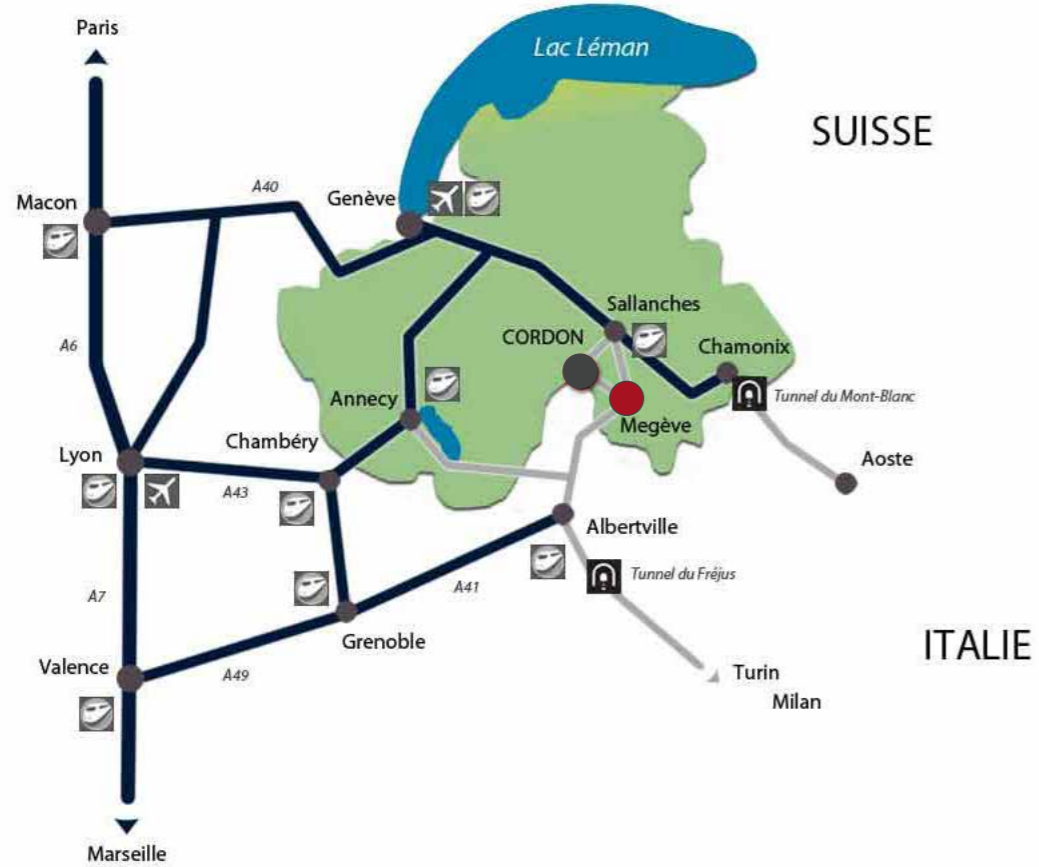 Paris
Lac Léman
SUISSE
A40
Macon
Genève
Sallanches
A6
CORDON
Chamonix
Annecy
Tunnel du Mont-Blanc
Megève
Chambéry
Lyon
Aoste
A43
Albertville
Tunnel du Fréjus
A41
A7
Grenoble
ITALIE
Valence
A49
Turin
Milan
Marseille